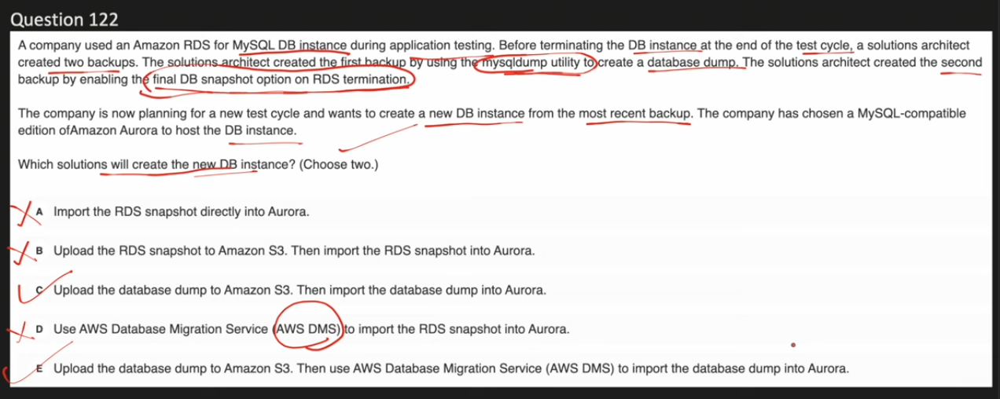 Question 122
A company used an Amazon RDS for MySQL DB instance during application testing. Before terminating the DB instance at the end of the test cycle, a solutions architect
created two backups. The solutions architect created the first backup by using the mysqldump utility to create a database dump. The solutions architect created the second
backup by enabling the final DB snapshot option on RDS termination.
The company is now planning for a new test cycle and wants to create a new DB instance from the most recent backup. The company has chosen a MySQL-compatible
edition ofAmazon Aurora to host the DB instance.
Which solutions will create the new DB instance? (Choose two.)
A Import the RDS snapshot directly into Aurora.
B Upload the RDS snapshot to Amazon S3. Then import the RDS snapshot into Aurora.
C Upload the database dump to Amazon S3. Then import the database dump into Aurora.
D Use AWS Database Migration Service (AWS DMS) to import the RDS snapshot into Aurora.
E Upload the database dump to Amazon S3. Then use AWS Database Migration Service (AWS DMS) to import the database dump into Aurora.